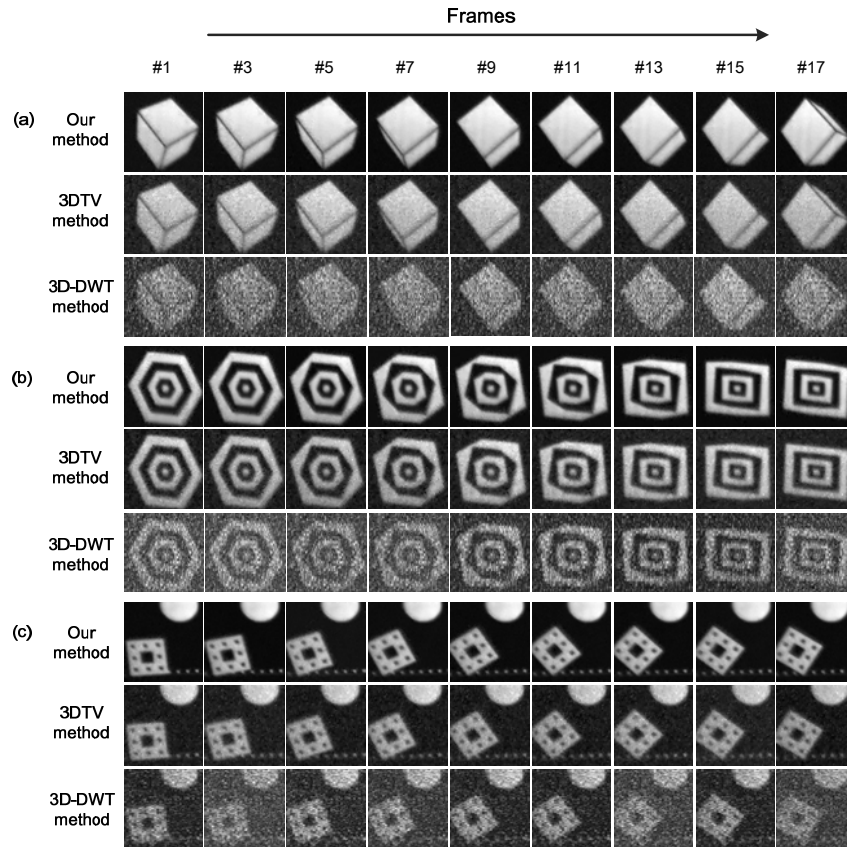 Frames
#1 #3 #5 #7 #9 #11 #13 #15 #17
(a) Our method
3DTV method
3D-DWT method
(b) Our method
3DTV method
3D-DWT method
(c) Our method
3DTV method
3D-DWT method